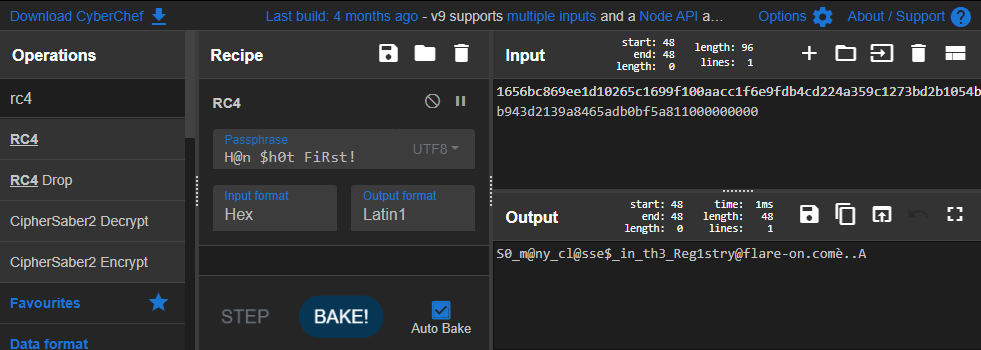 Download CyberChef
Last build: 4 months ago - v9 supports multiple inputs and a Node API a...
Options
About / Support
Operations
rc4
RC4
RC4 Drop
CipherSaber2 Decrypt
CipherSaber2 Encrypt
Favourites
Data format
Recipe
RC4
Passphrase
H@n $h0t FiRst!
UTF8
Input format
Hex
Output format
Latin1
STEP
BAKE!
Auto Bake
Input
start: 48
end: 48
length: 0
length: 96
lines: 1
1656bc869ee1d10265c1699f100aacc1f6e9fdb4cd224a359c1273bd2b1054b
b943d2139a8465adb0bf5a811000000000
Output
start: 48
end: 48
length: 0
time: 1ms
length: 48
lines: 1
S0_m@ny_cl@sse$_in_th3_Reg1stry@flare-on.comè..A